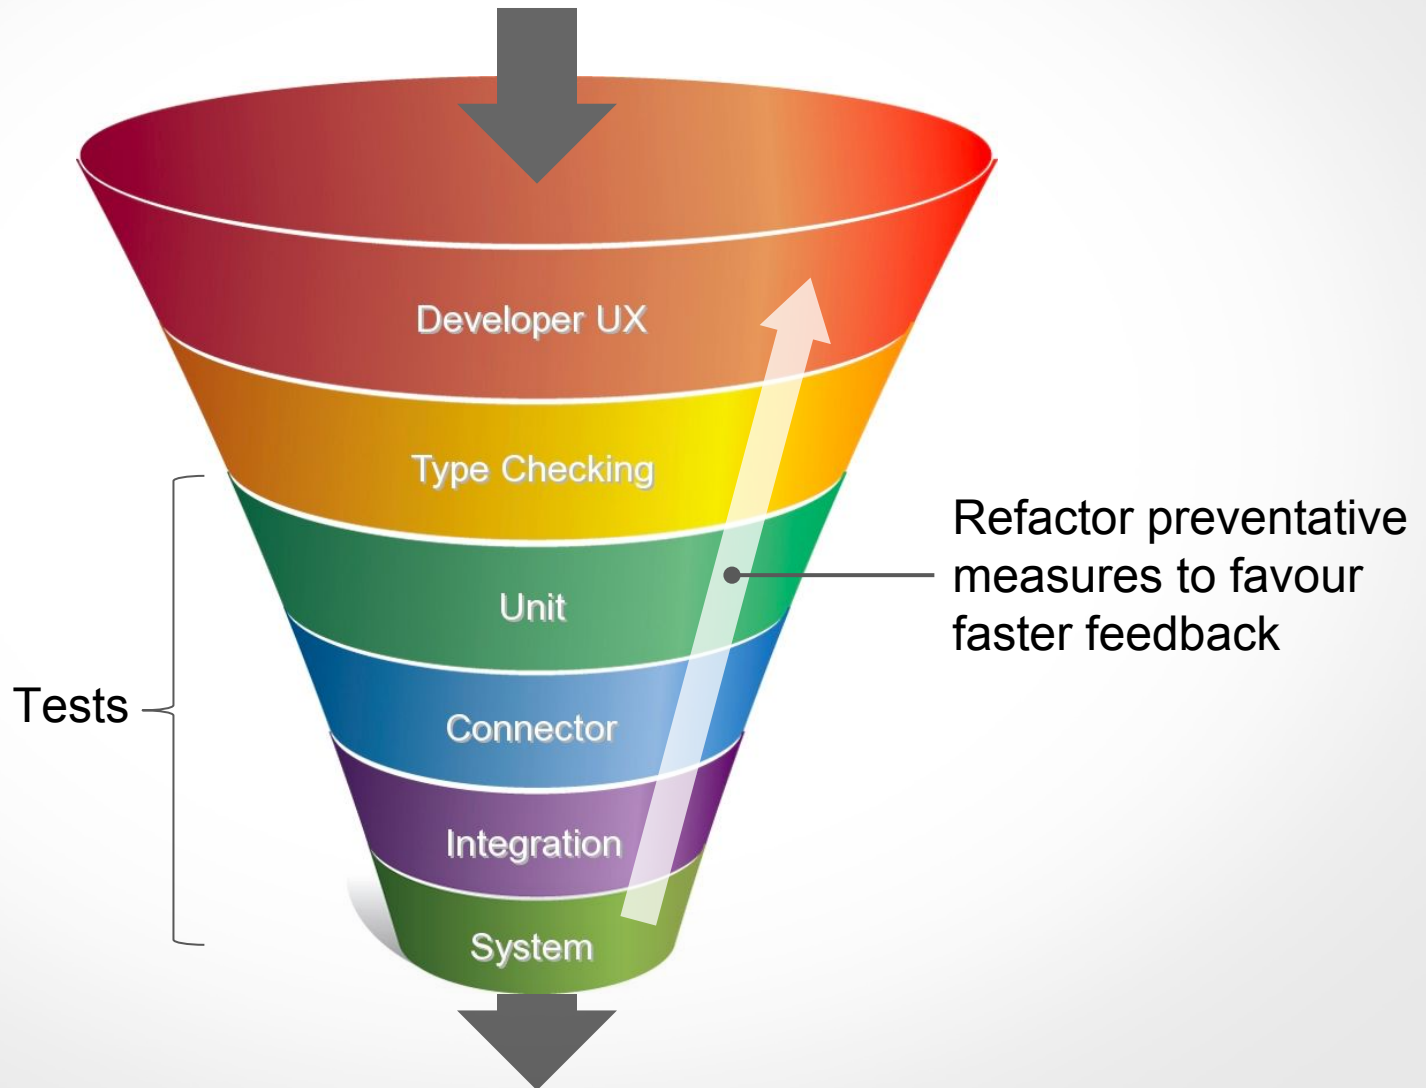 Developer UX
Type Checking
Unit
Connector
Integration
System
Tests
Refactor preventative
measures to favour
faster feedback